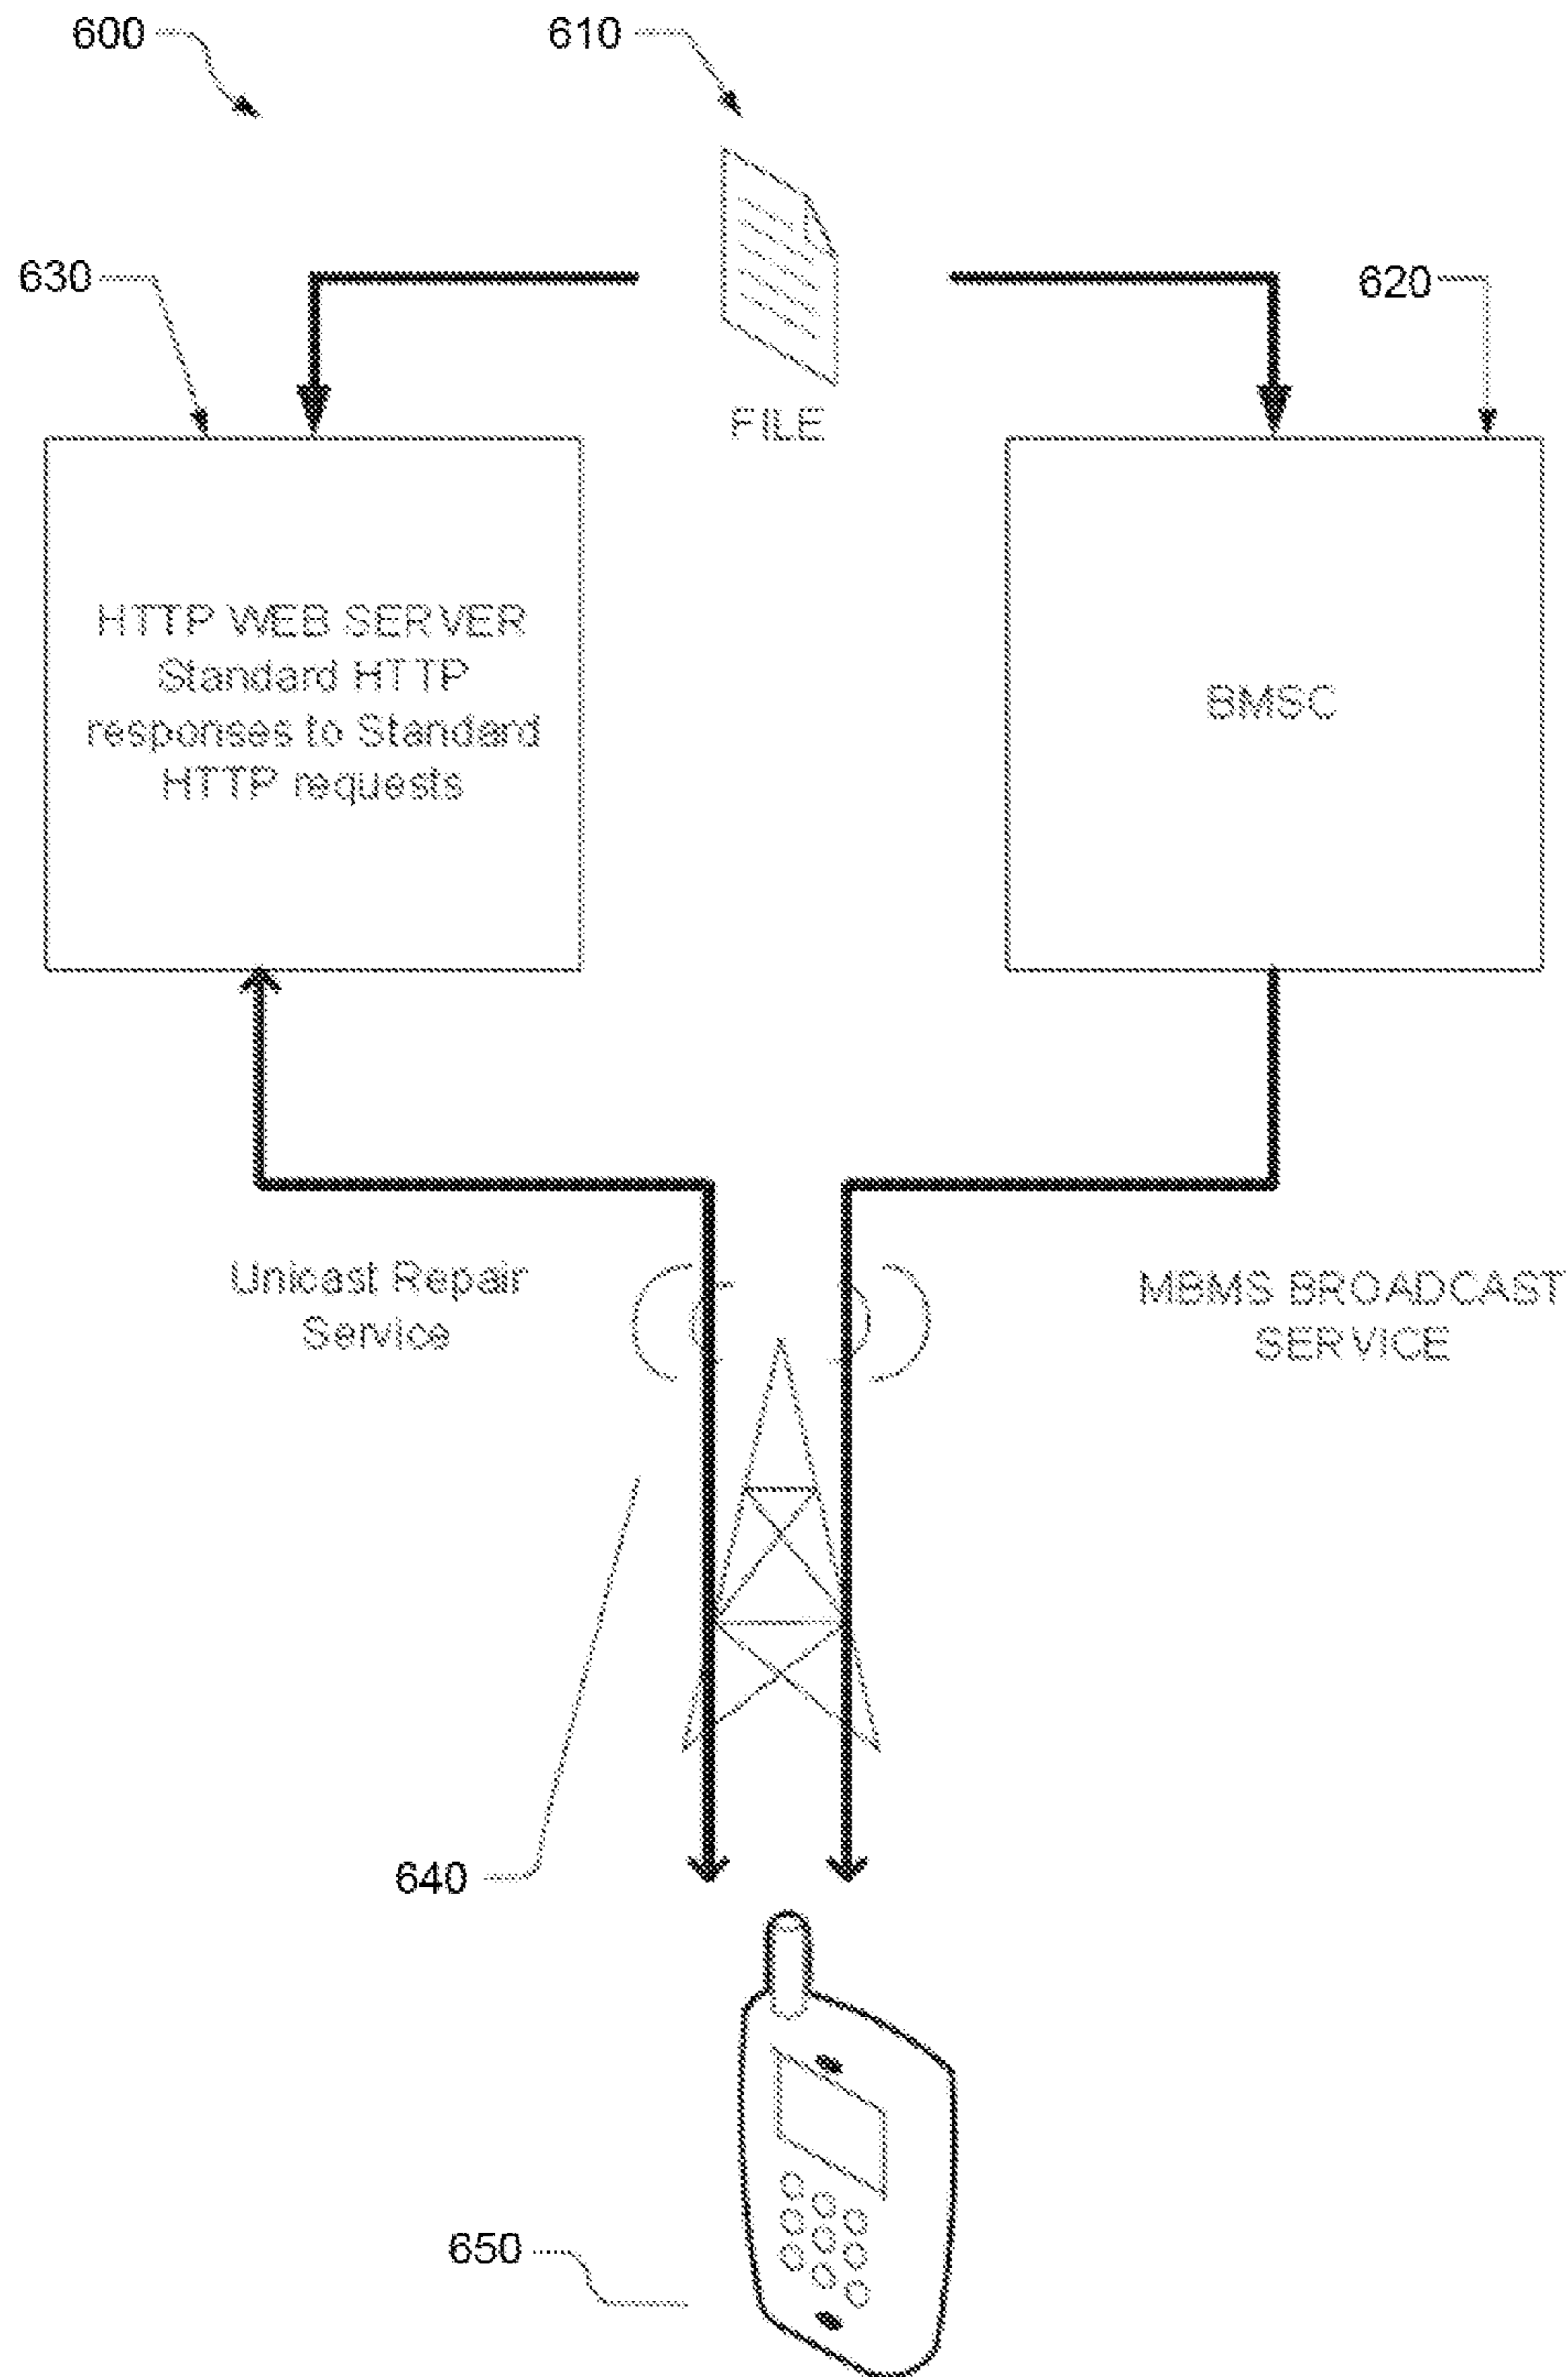 600
610
630
620
FILE
HTTP WEB SERVER
Standard HTTP
responses to Standard
HTTP requests
BMSC
Unicast Repair
Service
MBMS BROADCAST
SERVICE
640
650